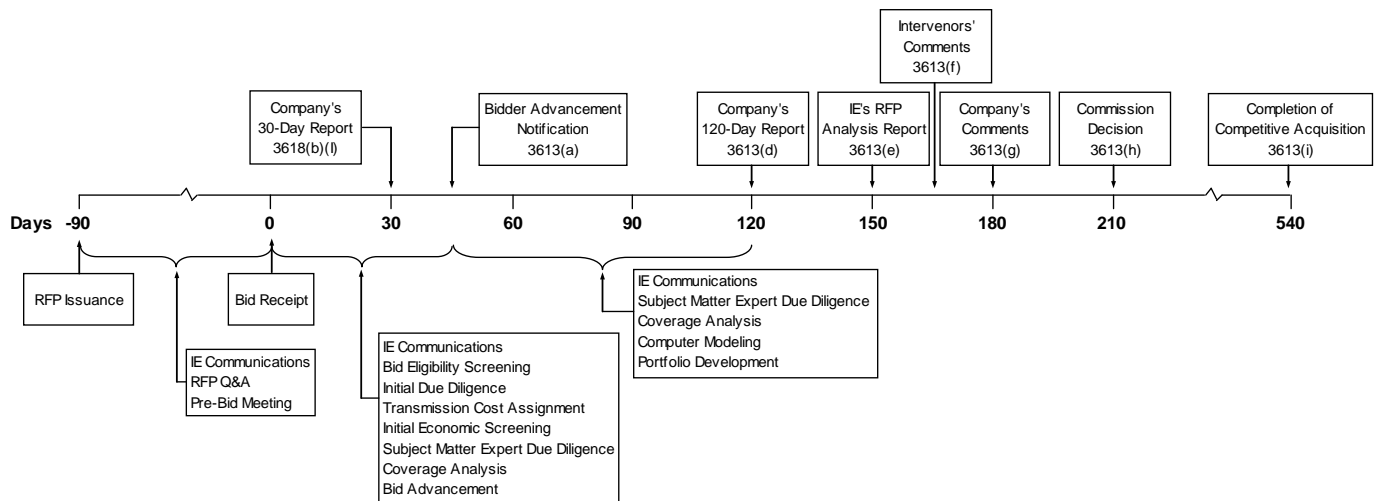 Intervenors'
Comments
3613(f)
Company's
30-Day Report
3618(b)(I)
Bidder Advancement
Notification
3613(a)
Company's
120-Day Report
3613(d)
IE's RFP
Analysis Report
3613(e)
Company's
Comments
3613(g)
Commission
Decision
3613(h)
Completion of
Competitive Acquisition
3613(i)
Days -90 0 30 60 90 120 150 180 210 540
RFP Issuance
Bid Receipt
IE Communications
RFP Q&A
Pre-Bid Meeting
IE Communications
Bid Eligibility Screening
Initial Due Diligence
Transmission Cost Assignment
Initial Economic Screening
Subject Matter Expert Due Diligence
Coverage Analysis
Bid Advancement
IE Communications
Subject Matter Expert Due Diligence
Coverage Analysis
Computer Modeling
Portfolio Development